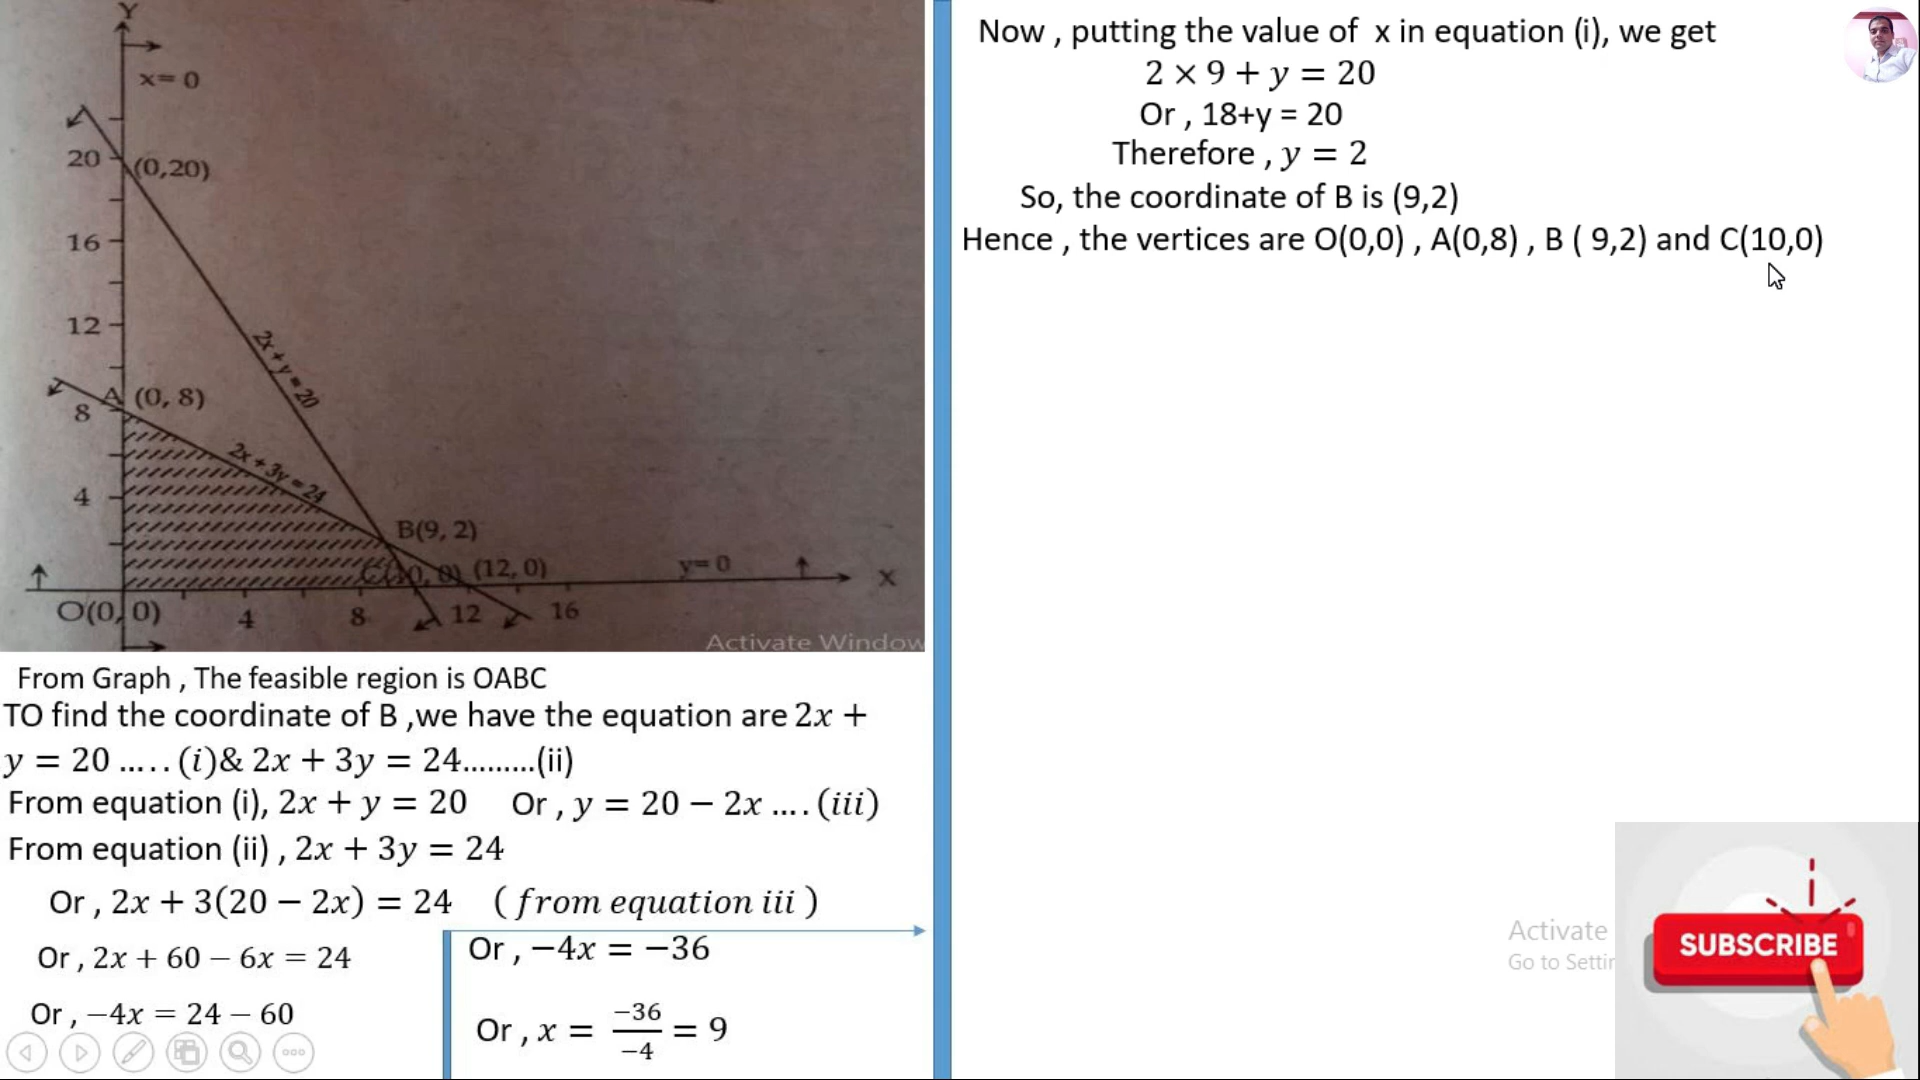 Y
x= 0
20
(0,20)
16
12
2x + y = 20
A (0, 8)
8
2x + 3y = 24
4
B(9, 2)
C(10, 0)
(12, 0)
y= 0
X
O(0, 0)
4
8
12
16
Activate Window
From Graph , The feasible region is OABC
TO find the coordinate of B ,we have the equation are 2x +
y = 20 ..... (i)& 2x + 3y = 24.........(ii)
From equation (i), 2x + y = 20 Or , y = 20 − 2x .... (iii)
From equation (ii) , 2x + 3y = 24
Or , 2x + 3(20 − 2x) = 24 ( from equation iii )
Or , 2x + 60 − 6x = 24
Or , −4x = 24 − 60
Or , −4x = −36
Or , x = −36/−4 = 9
Now , putting the value of x in equation (i), we get
2 × 9 + y = 20
Or , 18+y = 20
Therefore , y = 2
So, the coordinate of B is (9,2)
Hence , the vertices are O(0,0) , A(0,8) , B ( 9,2) and C(10,0)
Activate
Go to Settin
SUBSCRIBE